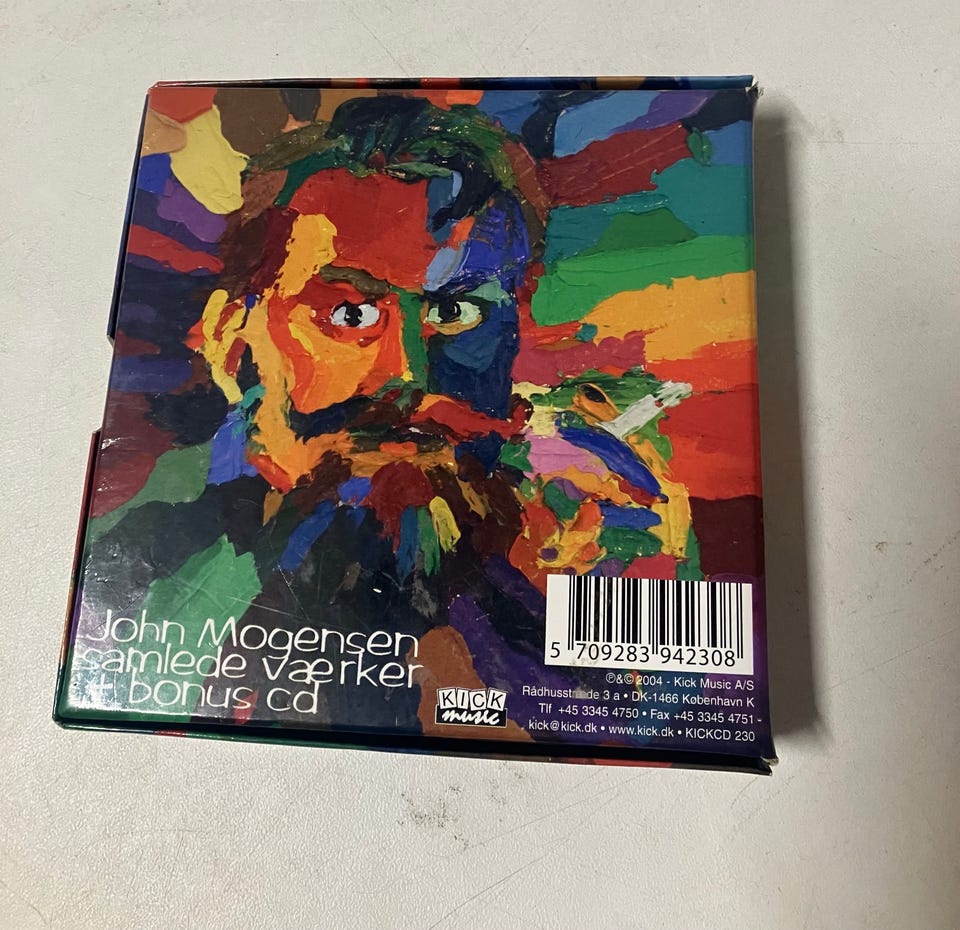 John Mogensen
samlede værker
+ bonus cd
KICK
music
5 709283 942308
℗&© 2004 - Kick Music A/S
Rådhusstræde 3 a • DK-1466 København K
Tlf +45 3345 4750 • Fax +45 3345 4751 -
kick@kick.dk • www.kick.dk • KICKCD 230